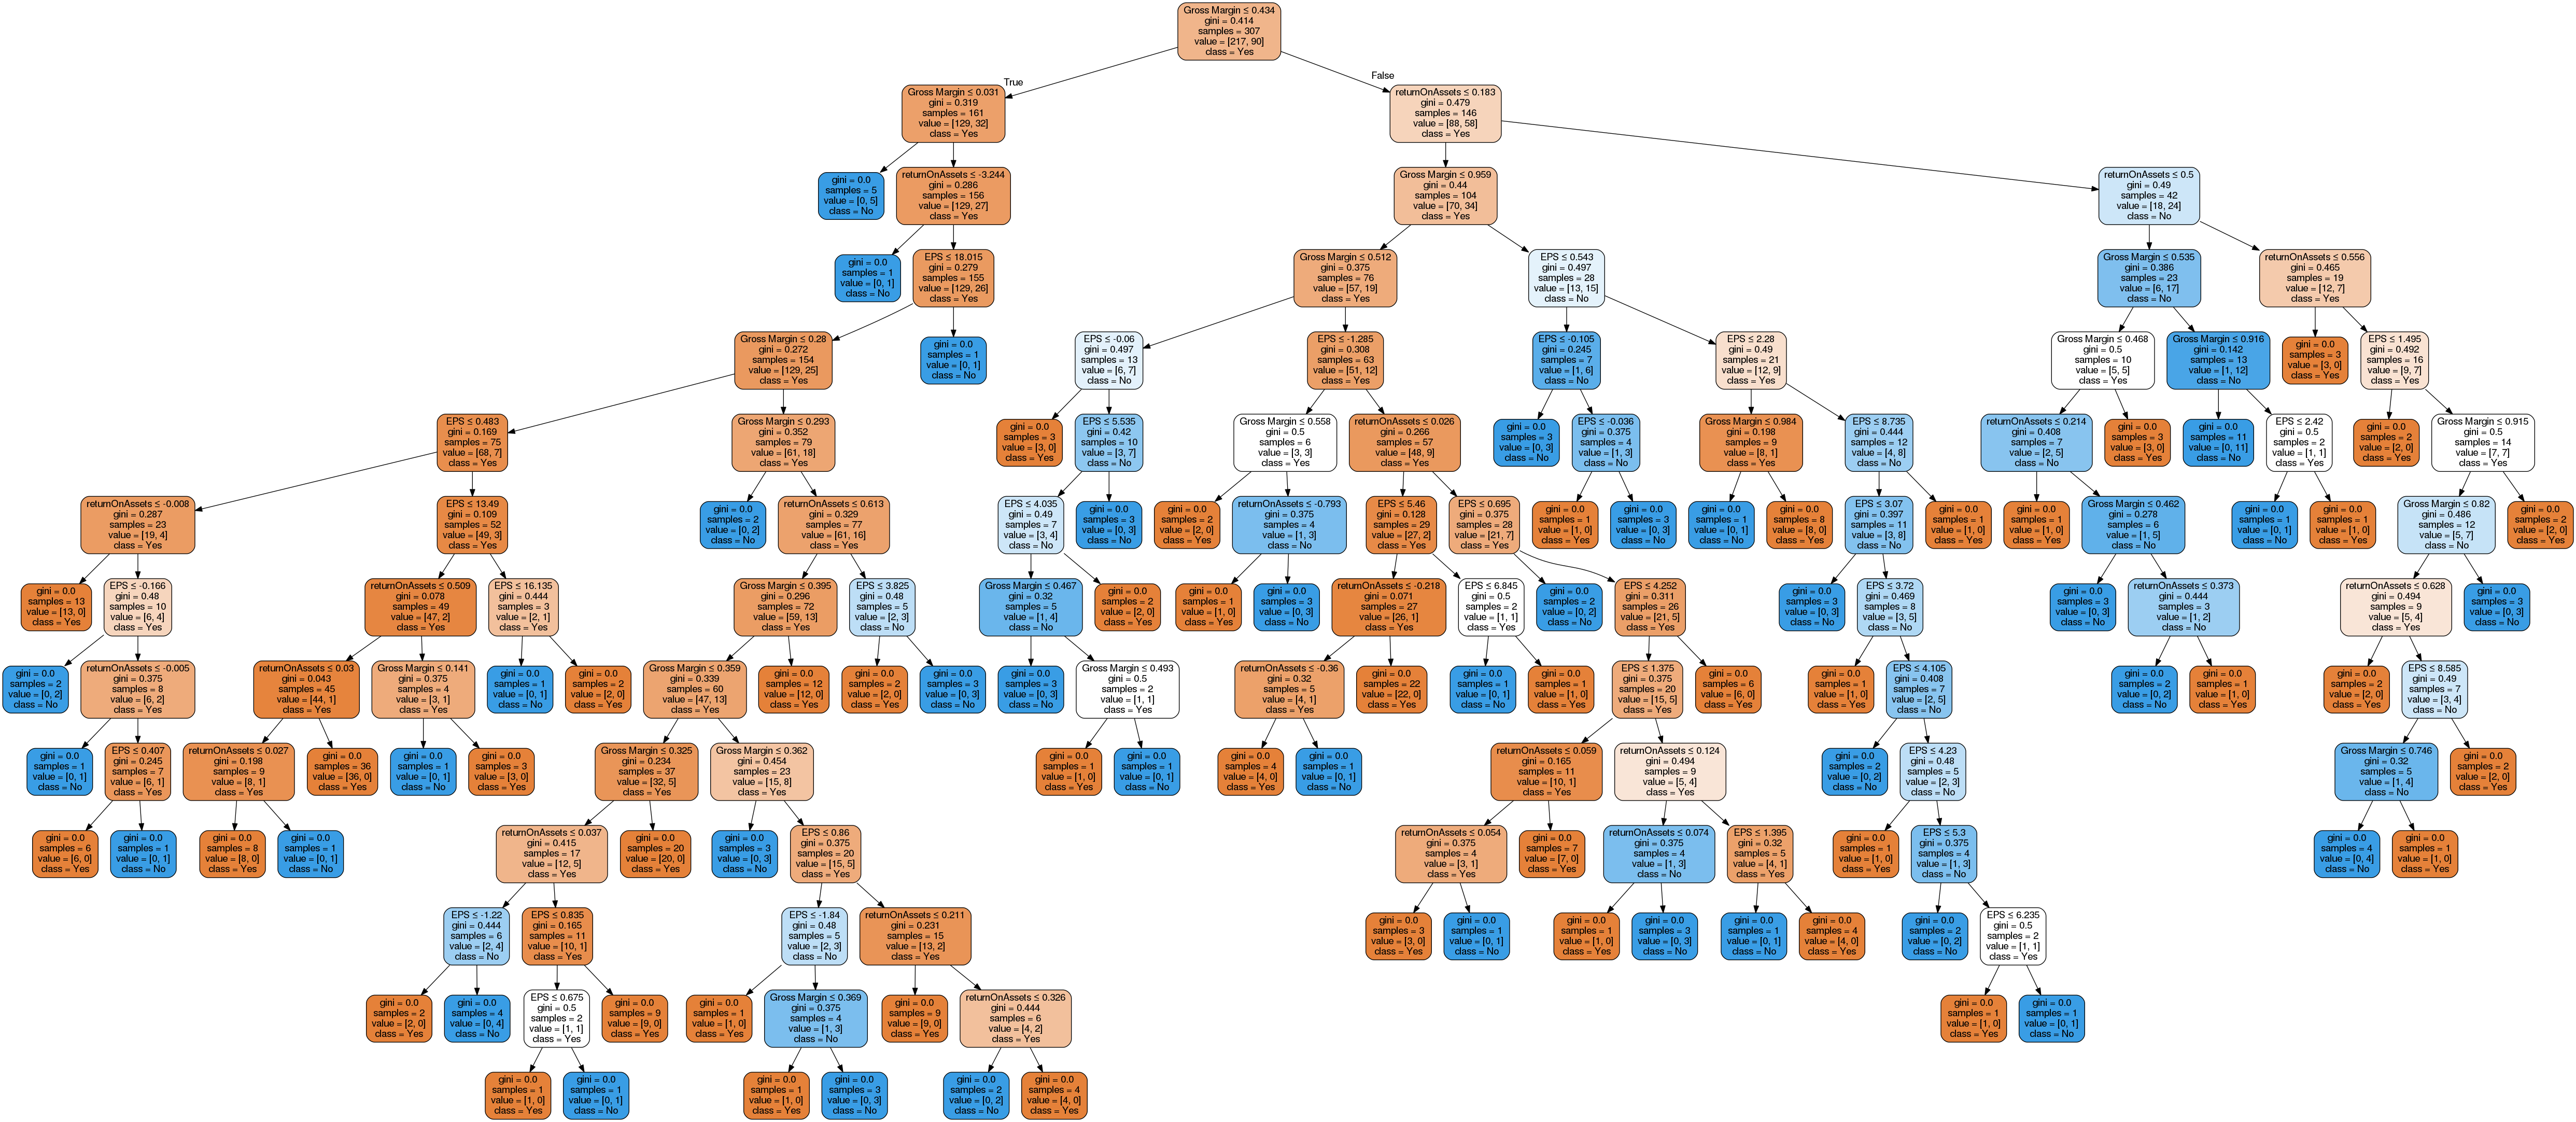 Gross Margin ≤ 0.434
gini = 0.414
samples = 307
value = [217, 90]
class = Yes
True
False
Gross Margin ≤ 0.031
gini = 0.319
samples = 161
value = [129, 32]
class = Yes
returnOnAssets ≤ 0.183
gini = 0.479
samples = 146
value = [88, 58]
class = Yes
gini = 0.0
samples = 5
value = [0, 5]
class = No
returnOnAssets ≤ -3.244
gini = 0.286
samples = 156
value = [129, 27]
class = Yes
Gross Margin ≤ 0.959
gini = 0.44
samples = 104
value = [70, 34]
class = Yes
returnOnAssets ≤ 0.5
gini = 0.49
samples = 42
value = [18, 24]
class = No
gini = 0.0
samples = 1
value = [0, 1]
class = No
EPS ≤ 18.015
gini = 0.279
samples = 155
value = [129, 26]
class = Yes
Gross Margin ≤ 0.512
gini = 0.375
samples = 76
value = [57, 19]
class = Yes
EPS ≤ 0.543
gini = 0.497
samples = 28
value = [13, 15]
class = No
Gross Margin ≤ 0.535
gini = 0.386
samples = 23
value = [6, 17]
class = No
returnOnAssets ≤ 0.556
gini = 0.465
samples = 19
value = [12, 7]
class = Yes
Gross Margin ≤ 0.28
gini = 0.272
samples = 154
value = [129, 25]
class = Yes
gini = 0.0
samples = 1
value = [0, 1]
class = No
EPS ≤ -0.06
gini = 0.497
samples = 13
value = [6, 7]
class = No
EPS ≤ -1.285
gini = 0.308
samples = 63
value = [51, 12]
class = Yes
EPS ≤ -0.105
gini = 0.245
samples = 7
value = [1, 6]
class = No
EPS ≤ 2.28
gini = 0.49
samples = 21
value = [12, 9]
class = Yes
Gross Margin ≤ 0.468
gini = 0.5
samples = 10
value = [5, 5]
class = Yes
Gross Margin ≤ 0.916
gini = 0.142
samples = 13
value = [1, 12]
class = No
gini = 0.0
samples = 3
value = [3, 0]
class = Yes
EPS ≤ 1.495
gini = 0.492
samples = 16
value = [9, 7]
class = Yes
EPS ≤ 0.483
gini = 0.169
samples = 75
value = [68, 7]
class = Yes
Gross Margin ≤ 0.293
gini = 0.352
samples = 79
value = [61, 18]
class = Yes
gini = 0.0
samples = 3
value = [3, 0]
class = Yes
EPS ≤ 5.535
gini = 0.42
samples = 10
value = [3, 7]
class = No
Gross Margin ≤ 0.558
gini = 0.5
samples = 6
value = [3, 3]
class = Yes
returnOnAssets ≤ 0.026
gini = 0.266
samples = 57
value = [48, 9]
class = Yes
gini = 0.0
samples = 3
value = [0, 3]
class = No
EPS ≤ -0.036
gini = 0.375
samples = 4
value = [1, 3]
class = No
Gross Margin ≤ 0.984
gini = 0.198
samples = 9
value = [8, 1]
class = Yes
EPS ≤ 8.735
gini = 0.444
samples = 12
value = [4, 8]
class = No
returnOnAssets ≤ 0.214
gini = 0.408
samples = 7
value = [2, 5]
class = No
gini = 0.0
samples = 3
value = [3, 0]
class = Yes
gini = 0.0
samples = 11
value = [0, 11]
class = No
EPS ≤ 2.42
gini = 0.5
samples = 2
value = [1, 1]
class = Yes
gini = 0.0
samples = 2
value = [2, 0]
class = Yes
Gross Margin ≤ 0.915
gini = 0.5
samples = 14
value = [7, 7]
class = Yes
returnOnAssets ≤ -0.008
gini = 0.287
samples = 23
value = [19, 4]
class = Yes
EPS ≤ 13.49
gini = 0.109
samples = 52
value = [49, 3]
class = Yes
gini = 0.0
samples = 2
value = [0, 2]
class = No
returnOnAssets ≤ 0.613
gini = 0.329
samples = 77
value = [61, 16]
class = Yes
EPS ≤ 4.035
gini = 0.49
samples = 7
value = [3, 4]
class = No
gini = 0.0
samples = 3
value = [0, 3]
class = No
gini = 0.0
samples = 2
value = [2, 0]
class = Yes
returnOnAssets ≤ -0.793
gini = 0.375
samples = 4
value = [1, 3]
class = No
EPS ≤ 5.46
gini = 0.128
samples = 29
value = [27, 2]
class = Yes
EPS ≤ 0.695
gini = 0.375
samples = 28
value = [21, 7]
class = Yes
gini = 0.0
samples = 1
value = [1, 0]
class = Yes
gini = 0.0
samples = 3
value = [0, 3]
class = No
gini = 0.0
samples = 1
value = [0, 1]
class = No
gini = 0.0
samples = 8
value = [8, 0]
class = Yes
EPS ≤ 3.07
gini = 0.397
samples = 11
value = [3, 8]
class = No
gini = 0.0
samples = 1
value = [1, 0]
class = Yes
gini = 0.0
samples = 1
value = [1, 0]
class = Yes
Gross Margin ≤ 0.462
gini = 0.278
samples = 6
value = [1, 5]
class = No
gini = 0.0
samples = 1
value = [0, 1]
class = No
gini = 0.0
samples = 1
value = [1, 0]
class = Yes
Gross Margin ≤ 0.82
gini = 0.486
samples = 12
value = [5, 7]
class = No
gini = 0.0
samples = 2
value = [2, 0]
class = Yes
gini = 0.0
samples = 13
value = [13, 0]
class = Yes
EPS ≤ -0.166
gini = 0.48
samples = 10
value = [6, 4]
class = Yes
returnOnAssets ≤ 0.509
gini = 0.078
samples = 49
value = [47, 2]
class = Yes
EPS ≤ 16.135
gini = 0.444
samples = 3
value = [2, 1]
class = Yes
Gross Margin ≤ 0.395
gini = 0.296
samples = 72
value = [59, 13]
class = Yes
EPS ≤ 3.825
gini = 0.48
samples = 5
value = [2, 3]
class = No
Gross Margin ≤ 0.467
gini = 0.32
samples = 5
value = [1, 4]
class = No
gini = 0.0
samples = 2
value = [2, 0]
class = Yes
gini = 0.0
samples = 1
value = [1, 0]
class = Yes
gini = 0.0
samples = 3
value = [0, 3]
class = No
returnOnAssets ≤ -0.218
gini = 0.071
samples = 27
value = [26, 1]
class = Yes
EPS ≤ 6.845
gini = 0.5
samples = 2
value = [1, 1]
class = Yes
gini = 0.0
samples = 2
value = [0, 2]
class = No
EPS ≤ 4.252
gini = 0.311
samples = 26
value = [21, 5]
class = Yes
gini = 0.0
samples = 3
value = [0, 3]
class = No
EPS ≤ 3.72
gini = 0.469
samples = 8
value = [3, 5]
class = No
gini = 0.0
samples = 3
value = [0, 3]
class = No
returnOnAssets ≤ 0.373
gini = 0.444
samples = 3
value = [1, 2]
class = No
returnOnAssets ≤ 0.628
gini = 0.494
samples = 9
value = [5, 4]
class = Yes
gini = 0.0
samples = 3
value = [0, 3]
class = No
gini = 0.0
samples = 2
value = [0, 2]
class = No
returnOnAssets ≤ -0.005
gini = 0.375
samples = 8
value = [6, 2]
class = Yes
returnOnAssets ≤ 0.03
gini = 0.043
samples = 45
value = [44, 1]
class = Yes
Gross Margin ≤ 0.141
gini = 0.375
samples = 4
value = [3, 1]
class = Yes
gini = 0.0
samples = 1
value = [0, 1]
class = No
gini = 0.0
samples = 2
value = [2, 0]
class = Yes
Gross Margin ≤ 0.359
gini = 0.339
samples = 60
value = [47, 13]
class = Yes
gini = 0.0
samples = 12
value = [12, 0]
class = Yes
gini = 0.0
samples = 2
value = [2, 0]
class = Yes
gini = 0.0
samples = 3
value = [0, 3]
class = No
gini = 0.0
samples = 3
value = [0, 3]
class = No
Gross Margin ≤ 0.493
gini = 0.5
samples = 2
value = [1, 1]
class = Yes
returnOnAssets ≤ -0.36
gini = 0.32
samples = 5
value = [4, 1]
class = Yes
gini = 0.0
samples = 22
value = [22, 0]
class = Yes
gini = 0.0
samples = 1
value = [0, 1]
class = No
gini = 0.0
samples = 1
value = [1, 0]
class = Yes
EPS ≤ 1.375
gini = 0.375
samples = 20
value = [15, 5]
class = Yes
gini = 0.0
samples = 6
value = [6, 0]
class = Yes
gini = 0.0
samples = 1
value = [1, 0]
class = Yes
EPS ≤ 4.105
gini = 0.408
samples = 7
value = [2, 5]
class = No
gini = 0.0
samples = 2
value = [0, 2]
class = No
gini = 0.0
samples = 1
value = [1, 0]
class = Yes
gini = 0.0
samples = 2
value = [2, 0]
class = Yes
EPS ≤ 8.585
gini = 0.49
samples = 7
value = [3, 4]
class = No
gini = 0.0
samples = 1
value = [0, 1]
class = No
EPS ≤ 0.407
gini = 0.245
samples = 7
value = [6, 1]
class = Yes
returnOnAssets ≤ 0.027
gini = 0.198
samples = 9
value = [8, 1]
class = Yes
gini = 0.0
samples = 36
value = [36, 0]
class = Yes
gini = 0.0
samples = 1
value = [0, 1]
class = No
gini = 0.0
samples = 3
value = [3, 0]
class = Yes
Gross Margin ≤ 0.325
gini = 0.234
samples = 37
value = [32, 5]
class = Yes
Gross Margin ≤ 0.362
gini = 0.454
samples = 23
value = [15, 8]
class = Yes
gini = 0.0
samples = 1
value = [1, 0]
class = Yes
gini = 0.0
samples = 1
value = [0, 1]
class = No
gini = 0.0
samples = 4
value = [4, 0]
class = Yes
gini = 0.0
samples = 1
value = [0, 1]
class = No
returnOnAssets ≤ 0.059
gini = 0.165
samples = 11
value = [10, 1]
class = Yes
returnOnAssets ≤ 0.124
gini = 0.494
samples = 9
value = [5, 4]
class = Yes
gini = 0.0
samples = 2
value = [0, 2]
class = No
EPS ≤ 4.23
gini = 0.48
samples = 5
value = [2, 3]
class = No
Gross Margin ≤ 0.746
gini = 0.32
samples = 5
value = [1, 4]
class = No
gini = 0.0
samples = 2
value = [2, 0]
class = Yes
gini = 0.0
samples = 6
value = [6, 0]
class = Yes
gini = 0.0
samples = 1
value = [0, 1]
class = No
gini = 0.0
samples = 8
value = [8, 0]
class = Yes
gini = 0.0
samples = 1
value = [0, 1]
class = No
returnOnAssets ≤ 0.037
gini = 0.415
samples = 17
value = [12, 5]
class = Yes
gini = 0.0
samples = 20
value = [20, 0]
class = Yes
gini = 0.0
samples = 3
value = [0, 3]
class = No
EPS ≤ 0.86
gini = 0.375
samples = 20
value = [15, 5]
class = Yes
returnOnAssets ≤ 0.054
gini = 0.375
samples = 4
value = [3, 1]
class = Yes
gini = 0.0
samples = 7
value = [7, 0]
class = Yes
returnOnAssets ≤ 0.074
gini = 0.375
samples = 4
value = [1, 3]
class = No
EPS ≤ 1.395
gini = 0.32
samples = 5
value = [4, 1]
class = Yes
gini = 0.0
samples = 1
value = [1, 0]
class = Yes
EPS ≤ 5.3
gini = 0.375
samples = 4
value = [1, 3]
class = No
gini = 0.0
samples = 4
value = [0, 4]
class = No
gini = 0.0
samples = 1
value = [1, 0]
class = Yes
EPS ≤ -1.22
gini = 0.444
samples = 6
value = [2, 4]
class = No
EPS ≤ 0.835
gini = 0.165
samples = 11
value = [10, 1]
class = Yes
EPS ≤ -1.84
gini = 0.48
samples = 5
value = [2, 3]
class = No
returnOnAssets ≤ 0.211
gini = 0.231
samples = 15
value = [13, 2]
class = Yes
gini = 0.0
samples = 3
value = [3, 0]
class = Yes
gini = 0.0
samples = 1
value = [0, 1]
class = No
gini = 0.0
samples = 1
value = [1, 0]
class = Yes
gini = 0.0
samples = 3
value = [0, 3]
class = No
gini = 0.0
samples = 1
value = [0, 1]
class = No
gini = 0.0
samples = 4
value = [4, 0]
class = Yes
gini = 0.0
samples = 2
value = [0, 2]
class = No
EPS ≤ 6.235
gini = 0.5
samples = 2
value = [1, 1]
class = Yes
gini = 0.0
samples = 2
value = [2, 0]
class = Yes
gini = 0.0
samples = 4
value = [0, 4]
class = No
EPS ≤ 0.675
gini = 0.5
samples = 2
value = [1, 1]
class = Yes
gini = 0.0
samples = 9
value = [9, 0]
class = Yes
gini = 0.0
samples = 1
value = [1, 0]
class = Yes
Gross Margin ≤ 0.369
gini = 0.375
samples = 4
value = [1, 3]
class = No
gini = 0.0
samples = 9
value = [9, 0]
class = Yes
returnOnAssets ≤ 0.326
gini = 0.444
samples = 6
value = [4, 2]
class = Yes
gini = 0.0
samples = 1
value = [1, 0]
class = Yes
gini = 0.0
samples = 1
value = [0, 1]
class = No
gini = 0.0
samples = 1
value = [1, 0]
class = Yes
gini = 0.0
samples = 1
value = [0, 1]
class = No
gini = 0.0
samples = 1
value = [1, 0]
class = Yes
gini = 0.0
samples = 3
value = [0, 3]
class = No
gini = 0.0
samples = 2
value = [0, 2]
class = No
gini = 0.0
samples = 4
value = [4, 0]
class = Yes